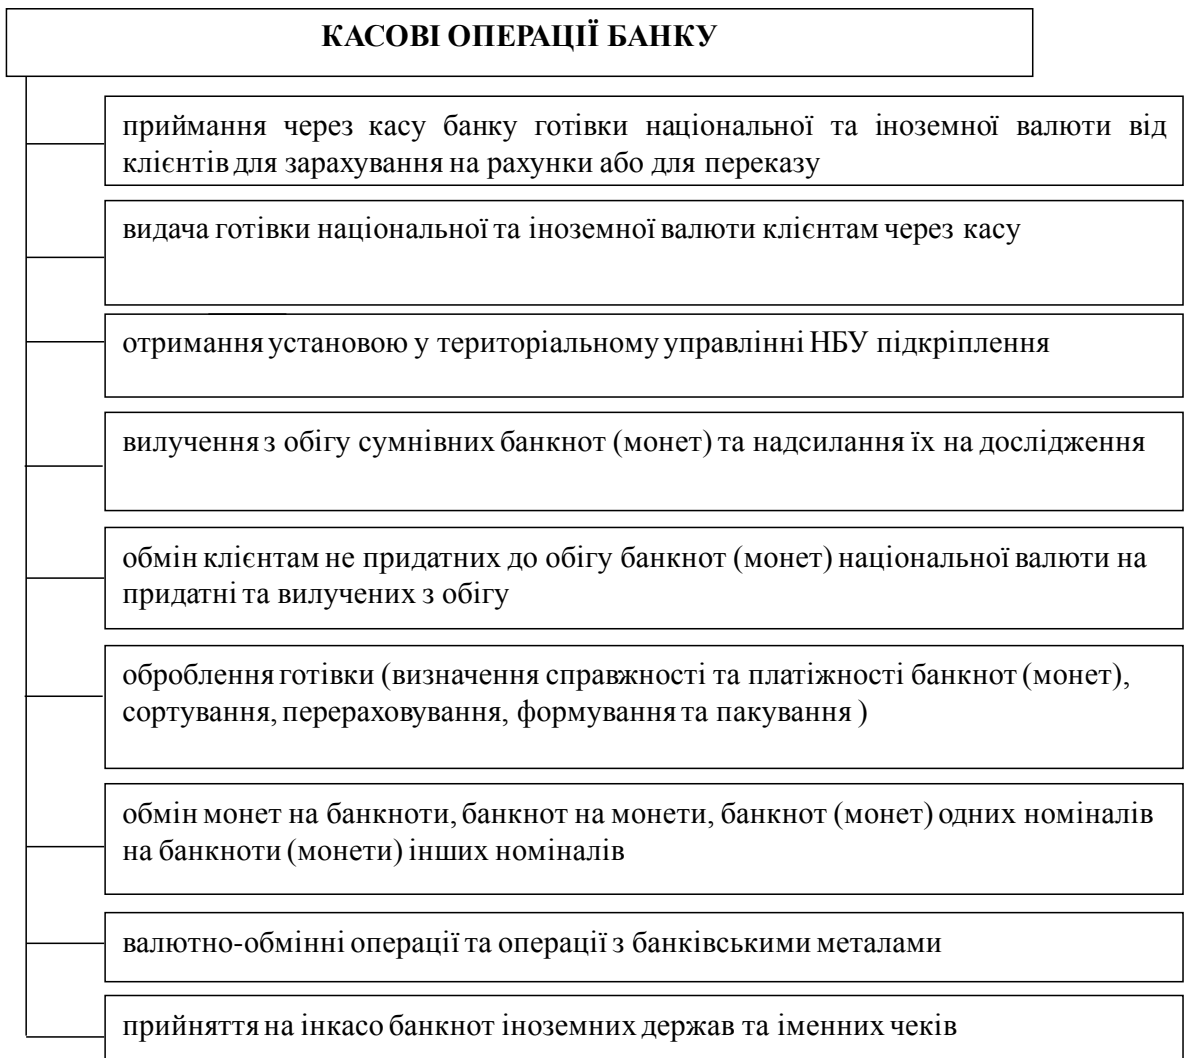 КАСОВІ ОПЕРАЦІЇ БАНКУ
приймання через касу банку готівки національної та іноземної валюти від
клієнтів для зарахування на рахунки або для переказу
видача готівки національної та іноземної валюти клієнтам через касу
отримання установою у територіальному управлінні НБУ підкріплення
вилучення з обігу сумнівних банкнот (монет) та надсилання їх на дослідження
обмін клієнтам не придатних до обігу банкнот (монет) національної валюти на
придатні та вилучених з обігу
оброблення готівки (визначення справжності та платіжності банкнот (монет),
сортування, перераховування, формування та пакування )
обмін монет на банкноти, банкнот на монети, банкнот (монет) одних номіналів
на банкноти (монети) інших номіналів
валютно-обмінні операції та операції з банківськими металами
прийняття на інкасо банкнот іноземних держав та іменних чеків